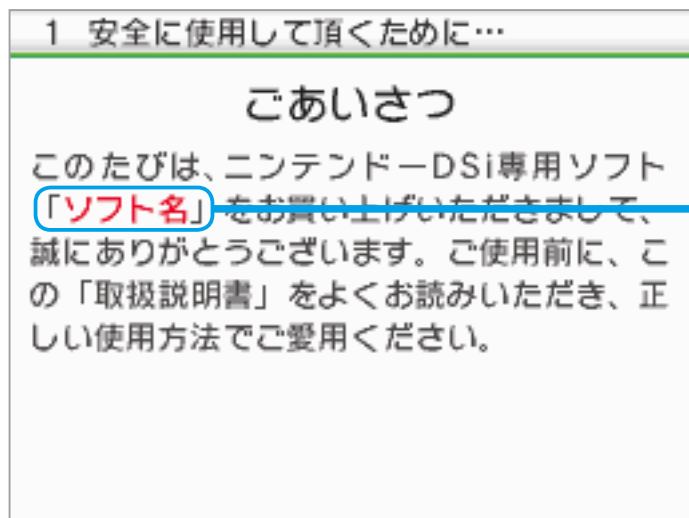 1 安全に使用して頂くために…
ごあいさつ
このたびは、ニンテンドーDSi専用ソフト
「ソフト名」をお買い上げいただきまして、
誠にありがとうございます。ご使用前に、こ
の「取扱説明書」をよくお読みいただき、正
しい使用方法でご愛用ください。